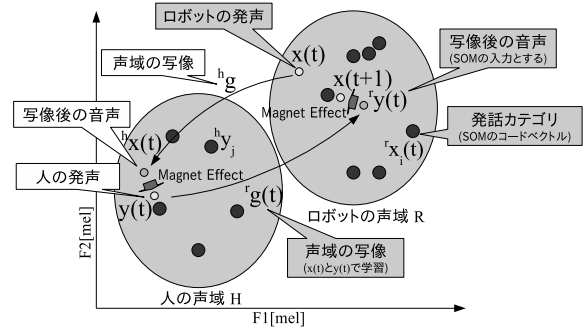 ロボットの発声
x(t)
声域の写像
ʰg
写像後の音声
(SOMの入力とする)
x(t+1)
ʳy(t)
Magnet Effect
写像後の音声
ʰx(t)
ʰyⱼ
発話カテゴリ
(SOMのコードベクトル)
ʳxᵢ(t)
人の発声
Magnet Effect
y(t)
ʳg(t)
ロボットの声域 R
声域の写像
(x(t)とy(t)で学習)
人の声域 H
F2[mel]
F1[mel]